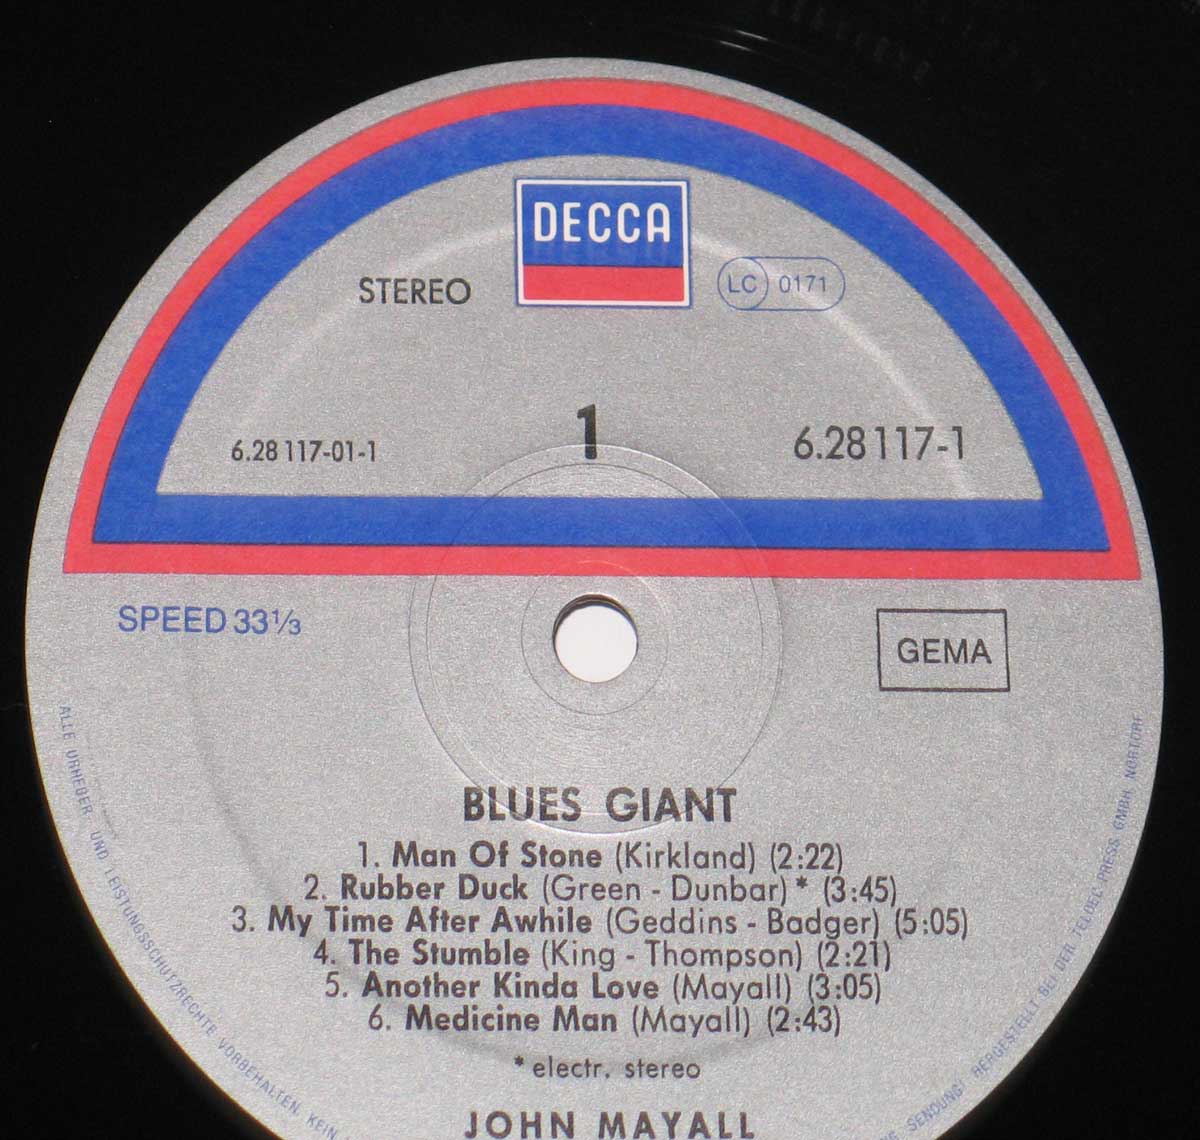 DECCA
STEREO
LC 0171
1
6.28 117-01-1
6.28 117-1
SPEED 33⅓
GEMA
BLUES GIANT
1. Man Of Stone (Kirkland) (2:22)
2. Rubber Duck (Green - Dunbar) * (3:45)
3. My Time After Awhile (Geddins - Badger) (5:05)
4. The Stumble (King - Thompson) (2:21)
5. Another Kinda Love (Mayall) (3:05)
6. Medicine Man (Mayall) (2:43)
* electr. stereo
JOHN MAYALL
ALLE URHEBER UND LEISTUNGSSCHUTZRECHTE VORBEHALTEN. KEIN
SENDUNG! HERGESTELLT BEI DER TELDEC-PRESS GMBH NORTORF